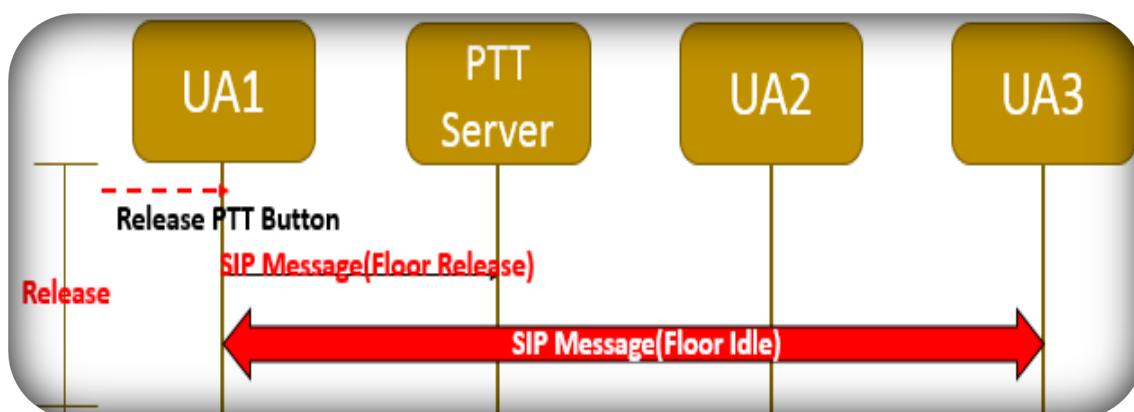 UA1
PTT
Server
UA2
UA3
Release PTT Button
SIP Message(Floor Release)
Release
SIP Message(Floor Idle)